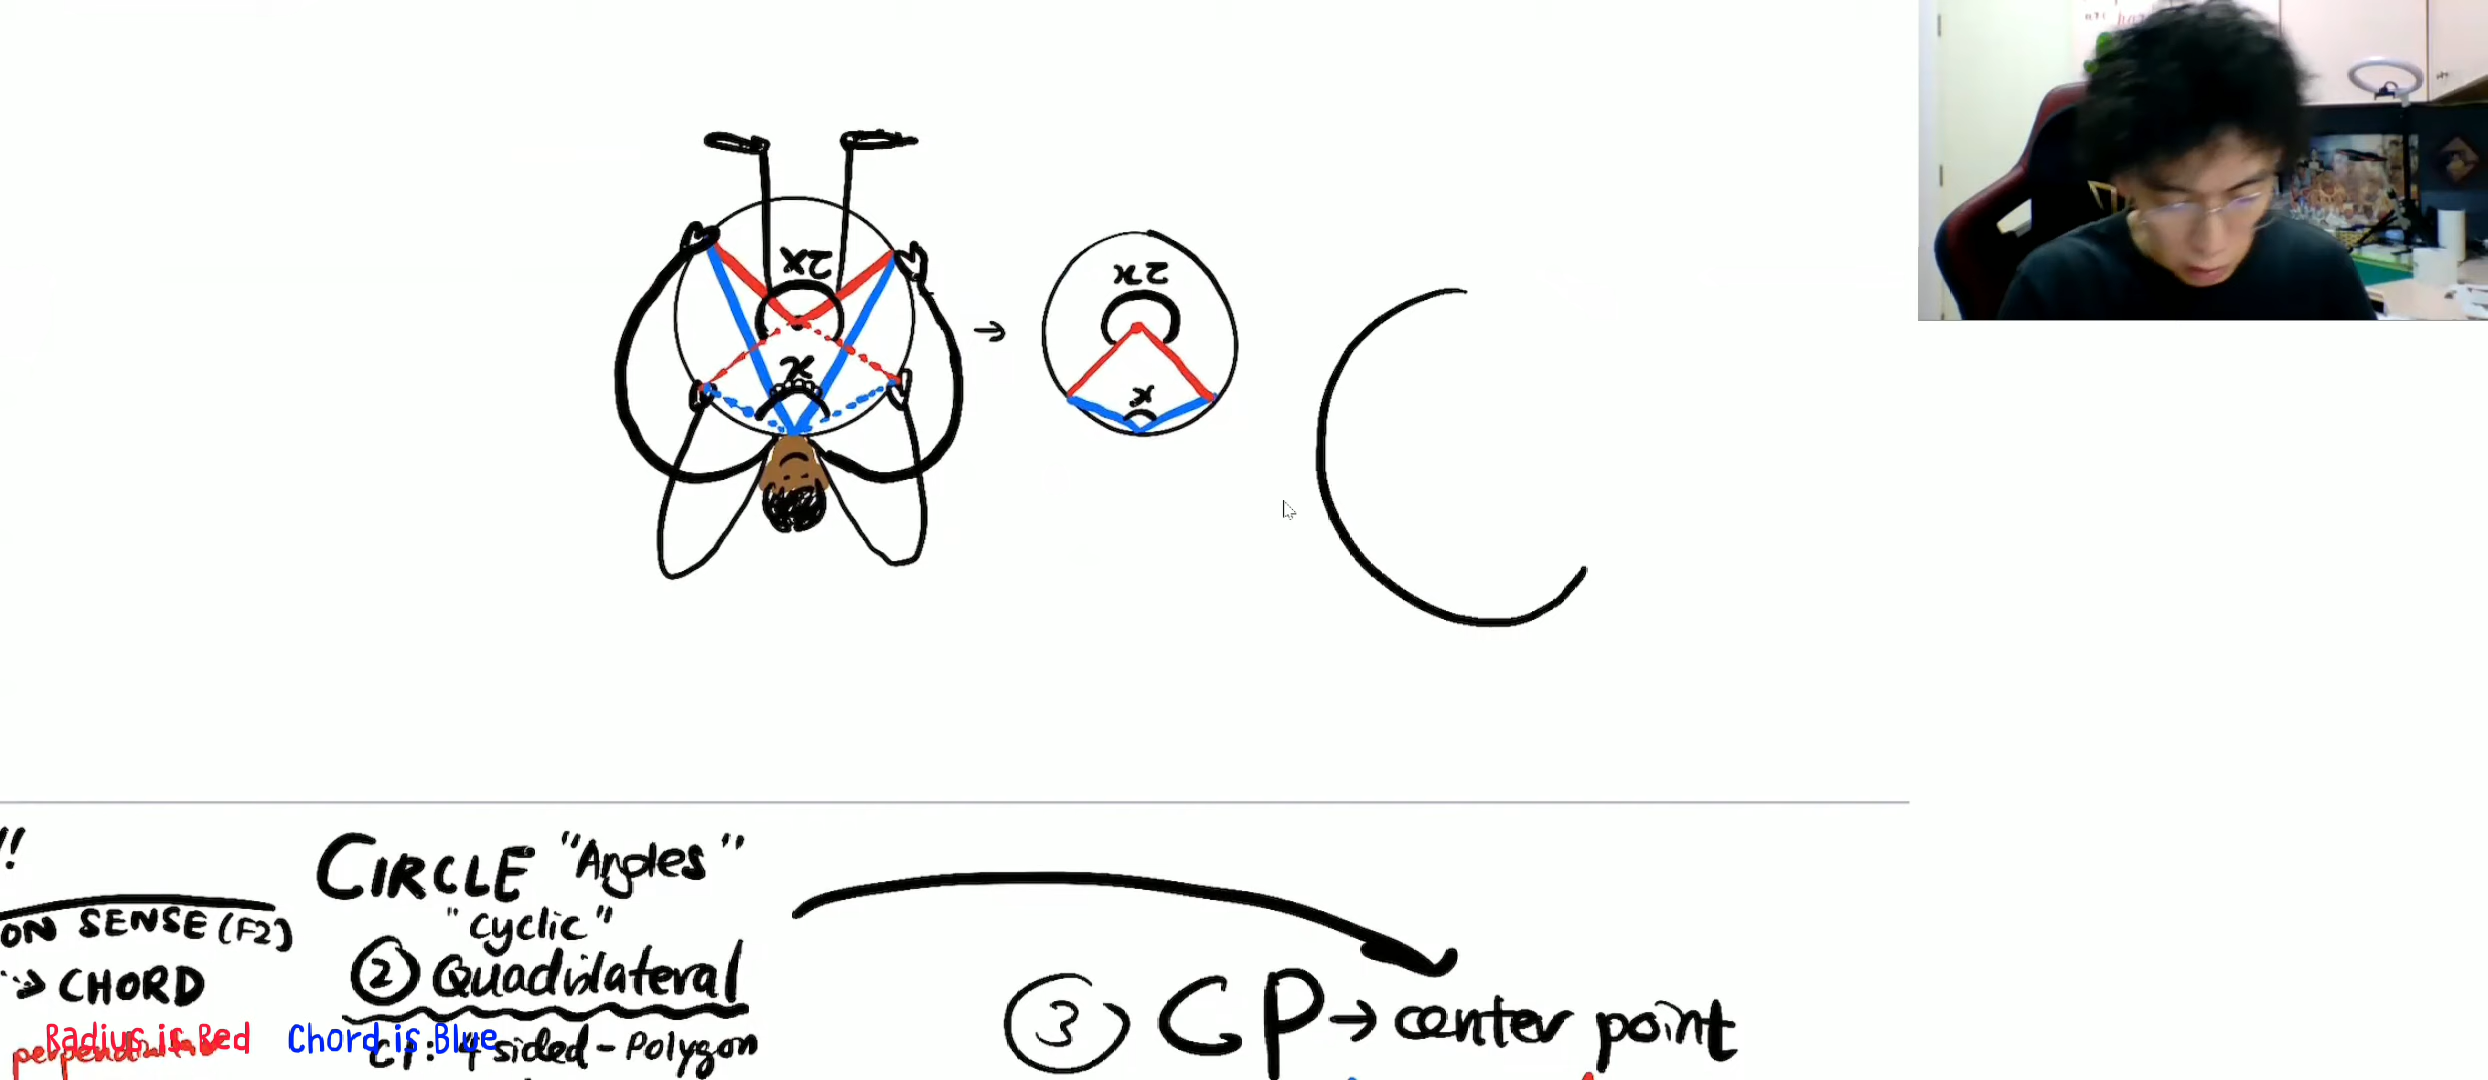 2x
x
→
2x
x
!!
ON SENSE (F2)
→ CHORD
Radius is Red Chord is Blue
CIRCLE "Angles"
"cyclic"
② Quadrilateral
: 4 sided-Polygon
③ CP → center point